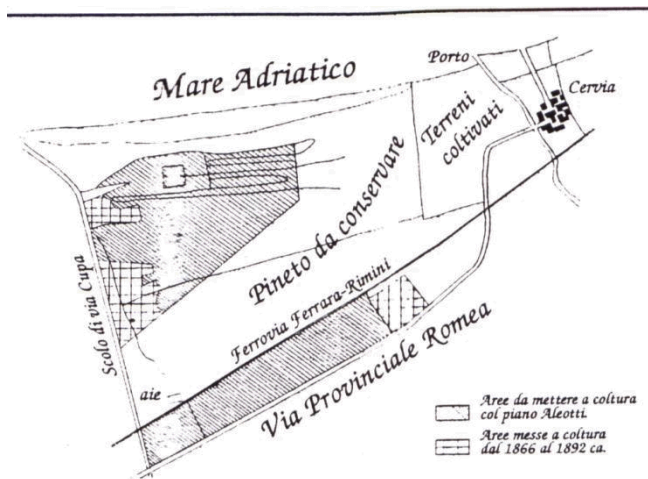 Mare Adriatico
Porto
Cervia
Terreni
coltivati
Pineto da conservare
Scolo di via Cupa
Ferrovia Ferrara-Rimini
aie
Via Provinciale Romea
Aree da mettere a coltura
col piano Aleotti.
Aree messe a coltura
dal 1866 al 1892 ca.